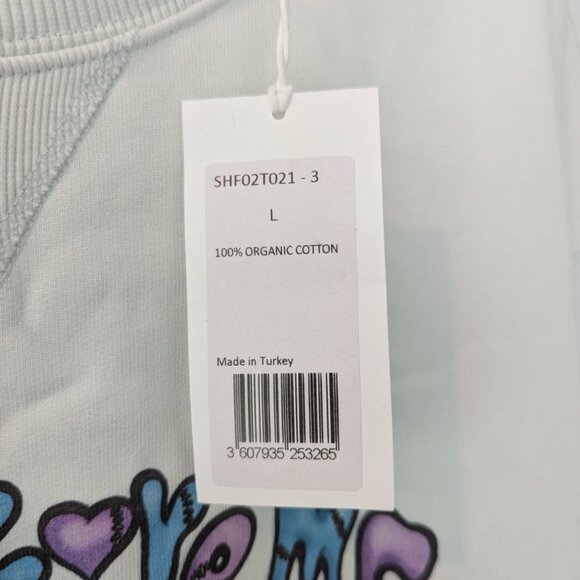 SHF02T021 - 3
L
100% ORGANIC COTTON
Made in Turkey
3 607935 253265